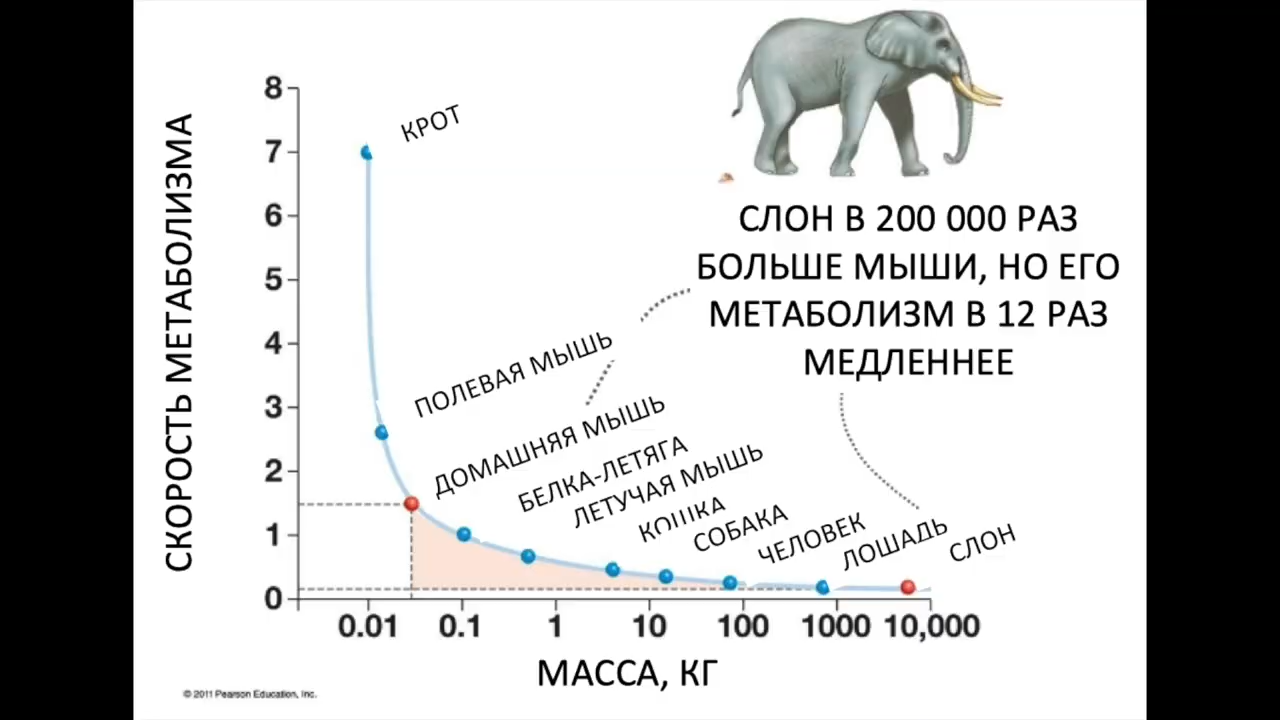 СКОРОСТЬ МЕТАБОЛИЗМА
8
7
6
5
4
3
2
1
0
КРОТ
СЛОН В 200 000 РАЗ
БОЛЬШЕ МЫШИ, НО ЕГО
МЕТАБОЛИЗМ В 12 РАЗ
МЕДЛЕННЕЕ
ПОЛЕВАЯ МЫШЬ
ДОМАШНЯЯ МЫШЬ
БЕЛКА-ЛЕТЯГА
ЛЕТУЧАЯ МЫШЬ
КОШКА
СОБАКА
ЧЕЛОВЕК
ЛОШАДЬ
СЛОН
0.01 0.1 1 10 100 1000 10,000
МАССА, КГ
© 2011 Pearson Education, Inc.